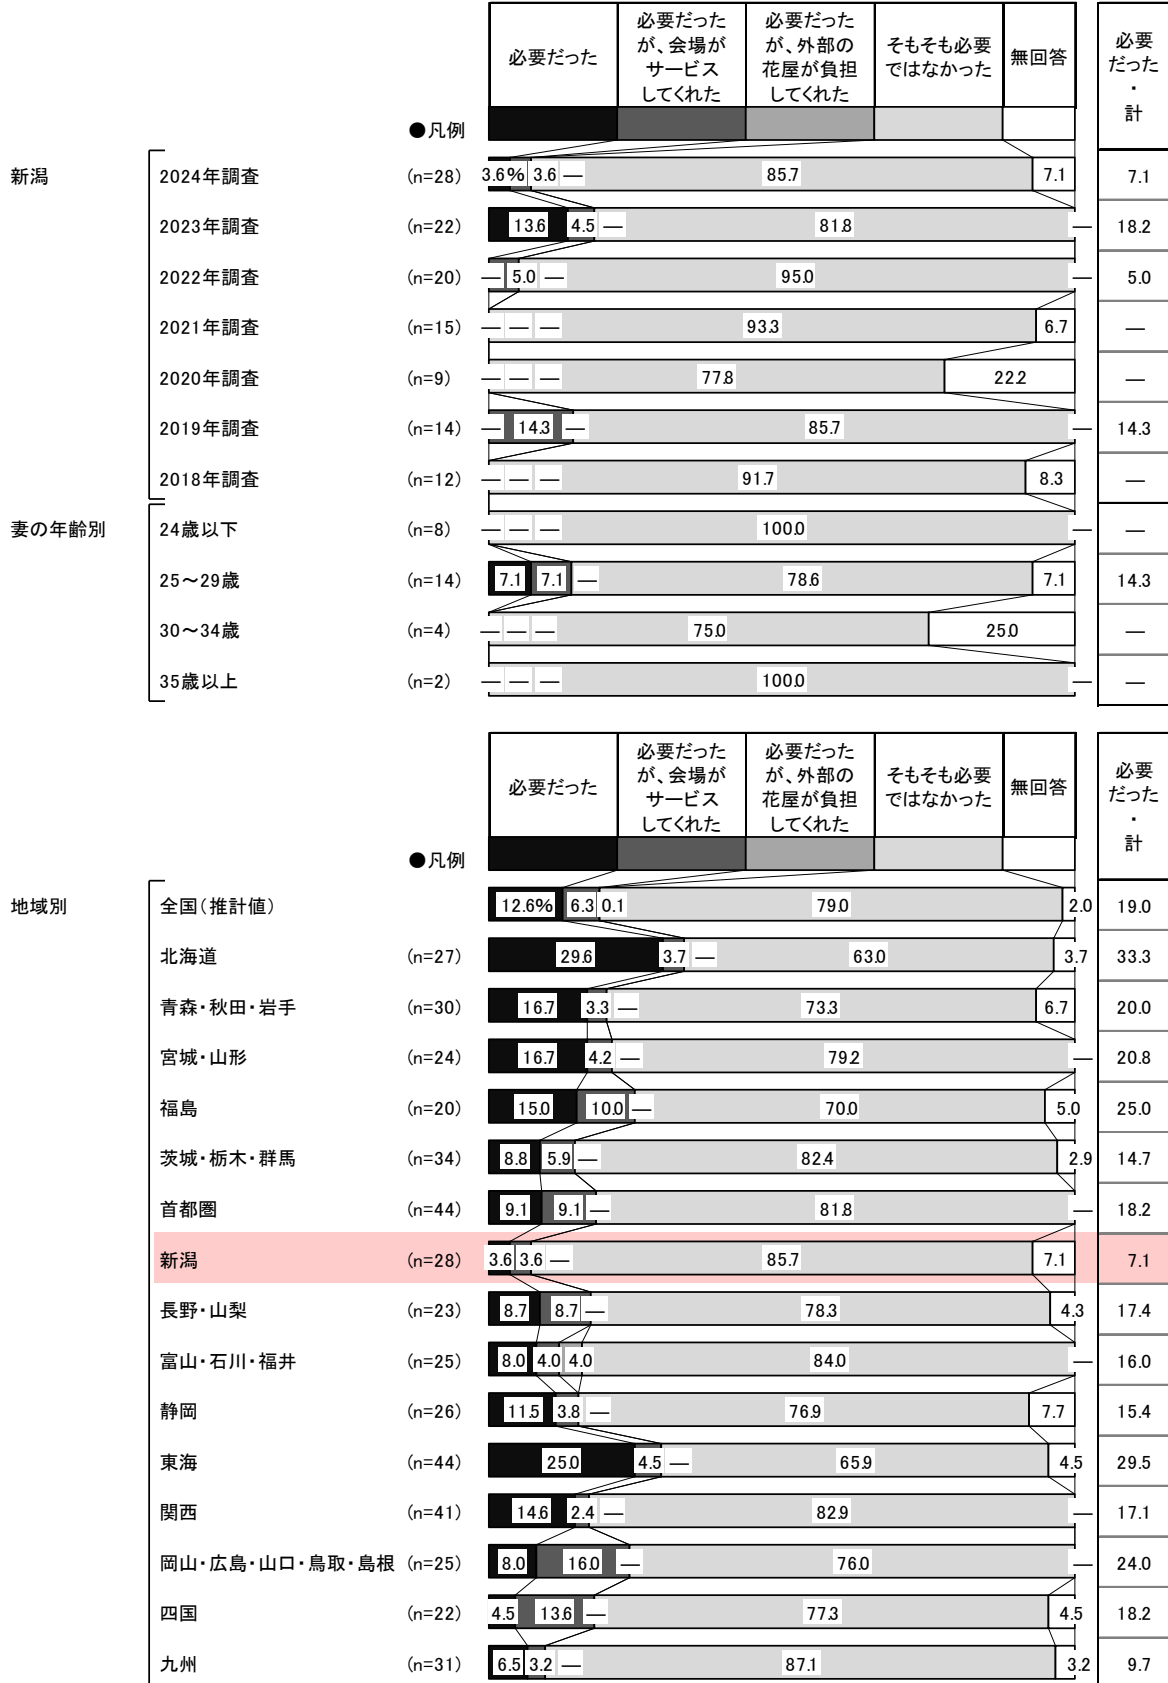 必要だった
必要だった
が、会場が
サービス
してくれた
必要だった
が、外部の
花屋が負担
してくれた
そもそも必要
ではなかった
無回答
必要
だった
・
計
●凡例
新潟
2024年調査 (n=28) 3.6% 3.6 — 85.7 7.1 7.1
2023年調査 (n=22) 13.6 4.5 — 81.8 — 18.2
2022年調査 (n=20) — 5.0 — 95.0 — 5.0
2021年調査 (n=15) — — — 93.3 6.7 —
2020年調査 (n=9) — — — 77.8 22.2 —
2019年調査 (n=14) — 14.3 — 85.7 — 14.3
2018年調査 (n=12) — — — 91.7 8.3 —
妻の年齢別
24歳以下 (n=8) — — — 100.0 — —
25～29歳 (n=14) 7.1 7.1 — 78.6 7.1 14.3
30～34歳 (n=4) — — — 75.0 25.0 —
35歳以上 (n=2) — — — 100.0 — —
必要だった
必要だった
が、会場が
サービス
してくれた
必要だった
が、外部の
花屋が負担
してくれた
そもそも必要
ではなかった
無回答
必要
だった
・
計
●凡例
地域別
全国（推計値） 12.6% 6.3 0.1 79.0 2.0 19.0
北海道 (n=27) 29.6 3.7 — 63.0 3.7 33.3
青森・秋田・岩手 (n=30) 16.7 3.3 — 73.3 6.7 20.0
宮城・山形 (n=24) 16.7 4.2 — 79.2 — 20.8
福島 (n=20) 15.0 10.0 — 70.0 5.0 25.0
茨城・栃木・群馬 (n=34) 8.8 5.9 — 82.4 2.9 14.7
首都圏 (n=44) 9.1 9.1 — 81.8 — 18.2
新潟 (n=28) 3.6 3.6 — 85.7 7.1 7.1
長野・山梨 (n=23) 8.7 8.7 — 78.3 4.3 17.4
富山・石川・福井 (n=25) 8.0 4.0 4.0 84.0 — 16.0
静岡 (n=26) 11.5 3.8 — 76.9 7.7 15.4
東海 (n=44) 25.0 4.5 — 65.9 4.5 29.5
関西 (n=41) 14.6 2.4 — 82.9 — 17.1
岡山・広島・山口・鳥取・島根 (n=25) 8.0 16.0 — 76.0 — 24.0
四国 (n=22) 4.5 13.6 — 77.3 4.5 18.2
九州 (n=31) 6.5 3.2 — 87.1 3.2 9.7